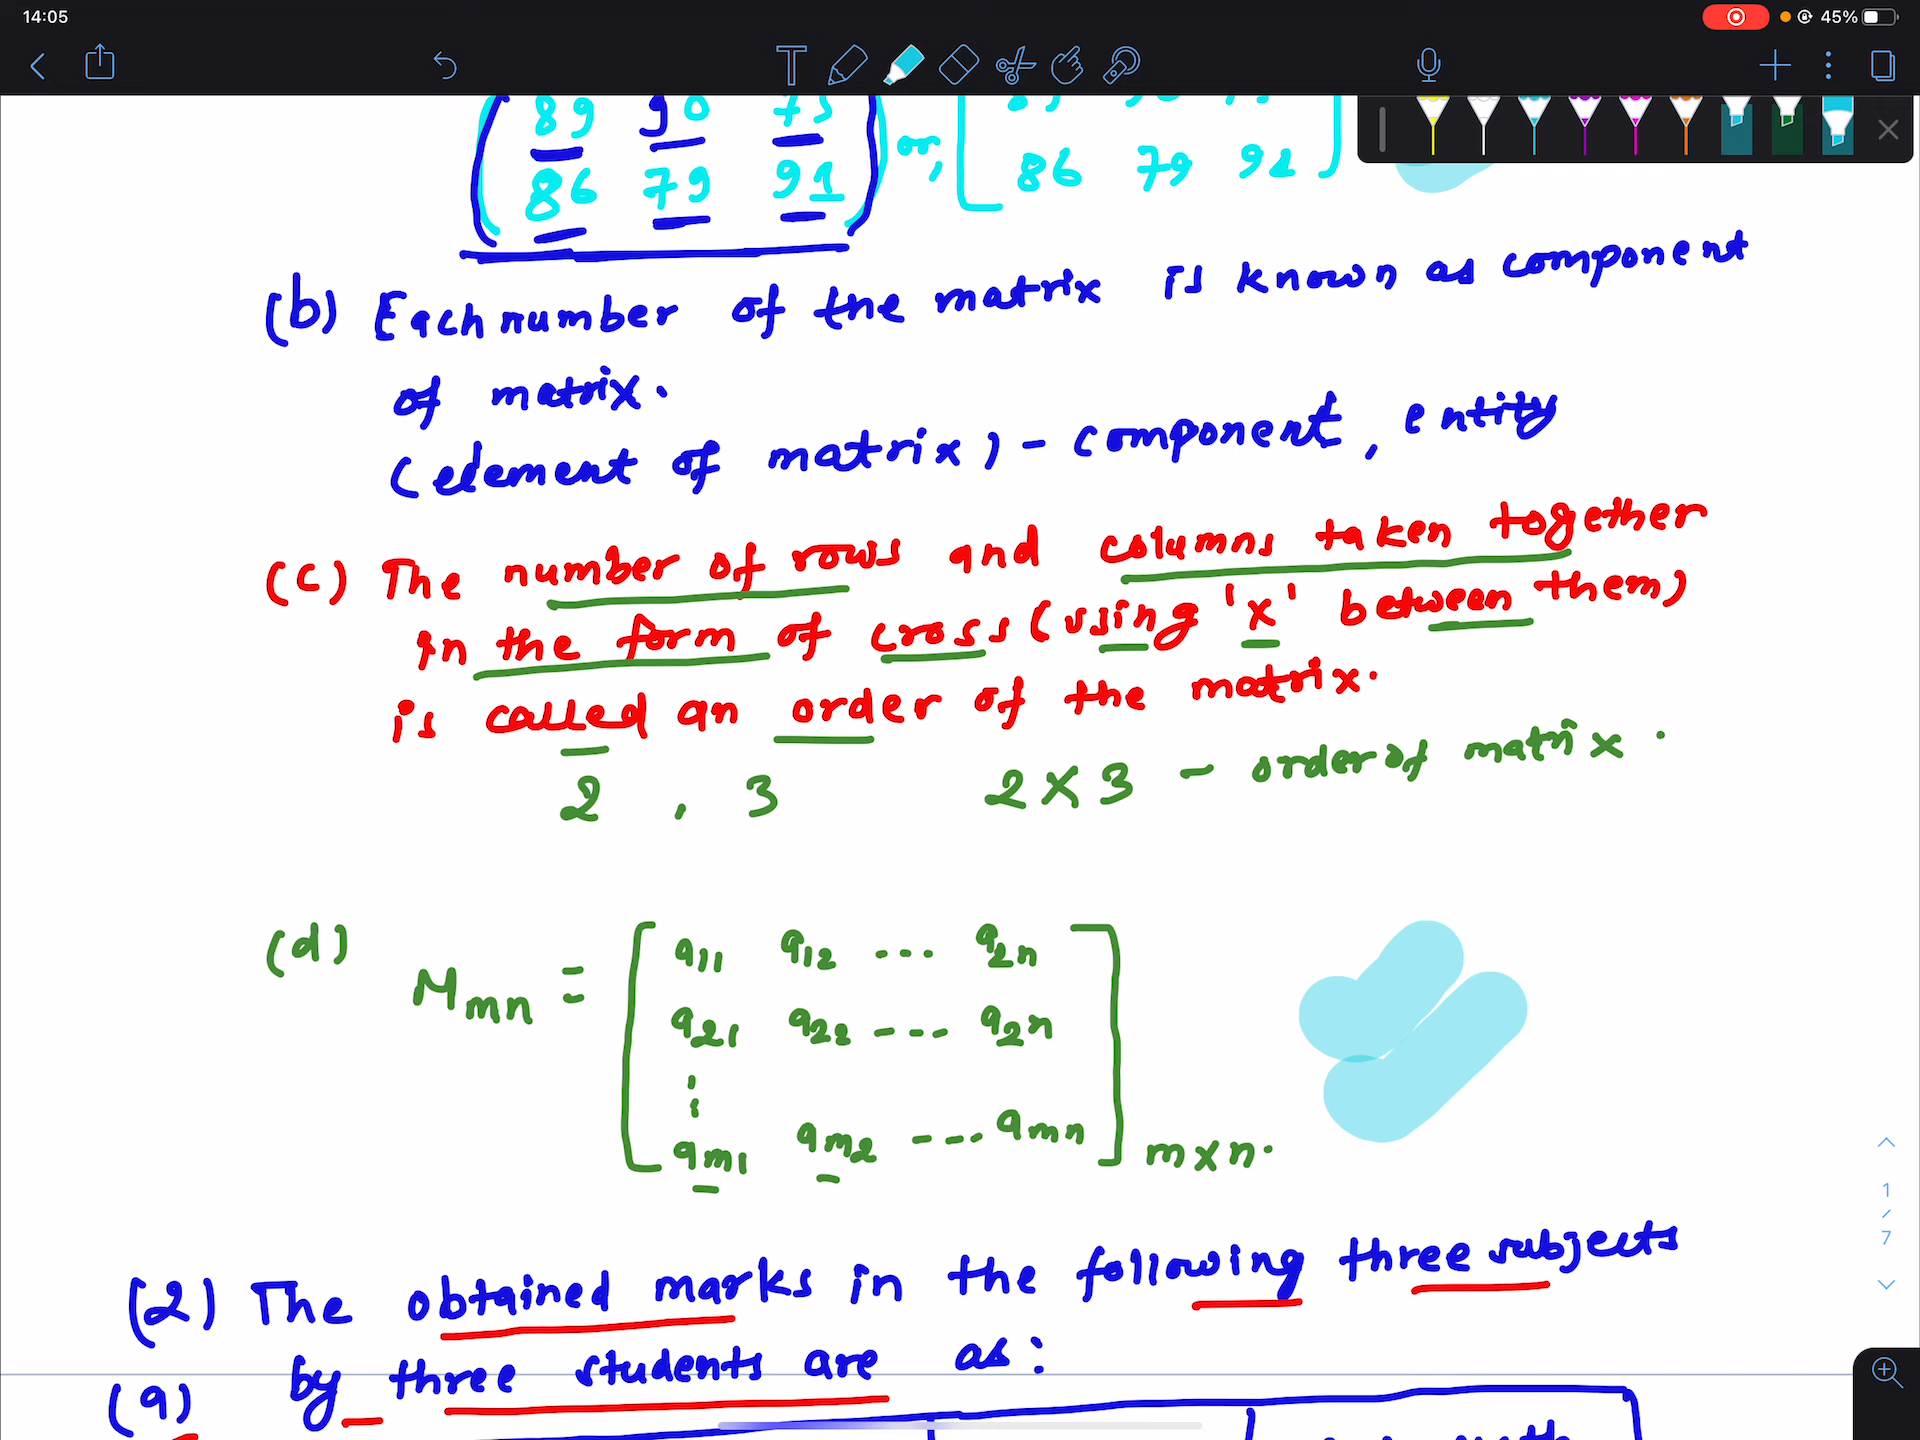 14:05
45%
89 90 75
86 79 91 or, 86 79 92
(b) Each number of the matrix is known as component
of matrix.
(element of matrix) - component, entity
(c) The number of rows and columns taken together
in the form of cross (using 'x' between them)
is called an order of the matrix.
2 , 3 2 x 3 - order of matrix.
(d) Mmn = [ a11 a12 ... a2n
a21 a22 ---- a2n
⋮
am1 am2 ---- amn ] m x n.
(2) The obtained marks in the following three subjects
by three students are as:
(a)
1
/
7